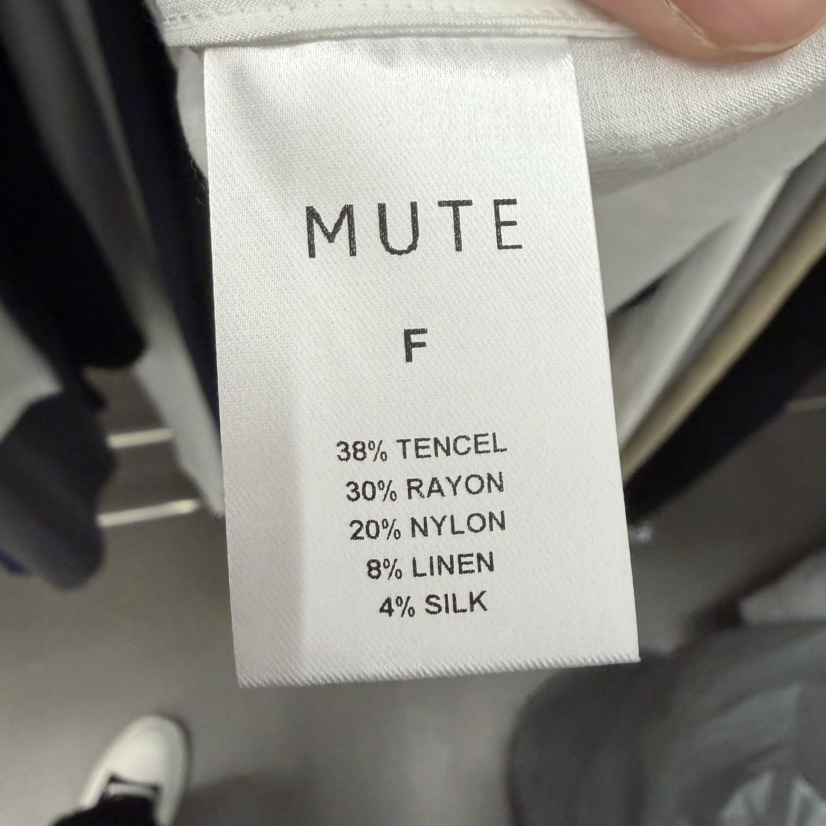 MUTE
F
38% TENCEL
30% RAYON
20% NYLON
8% LINEN
4% SILK